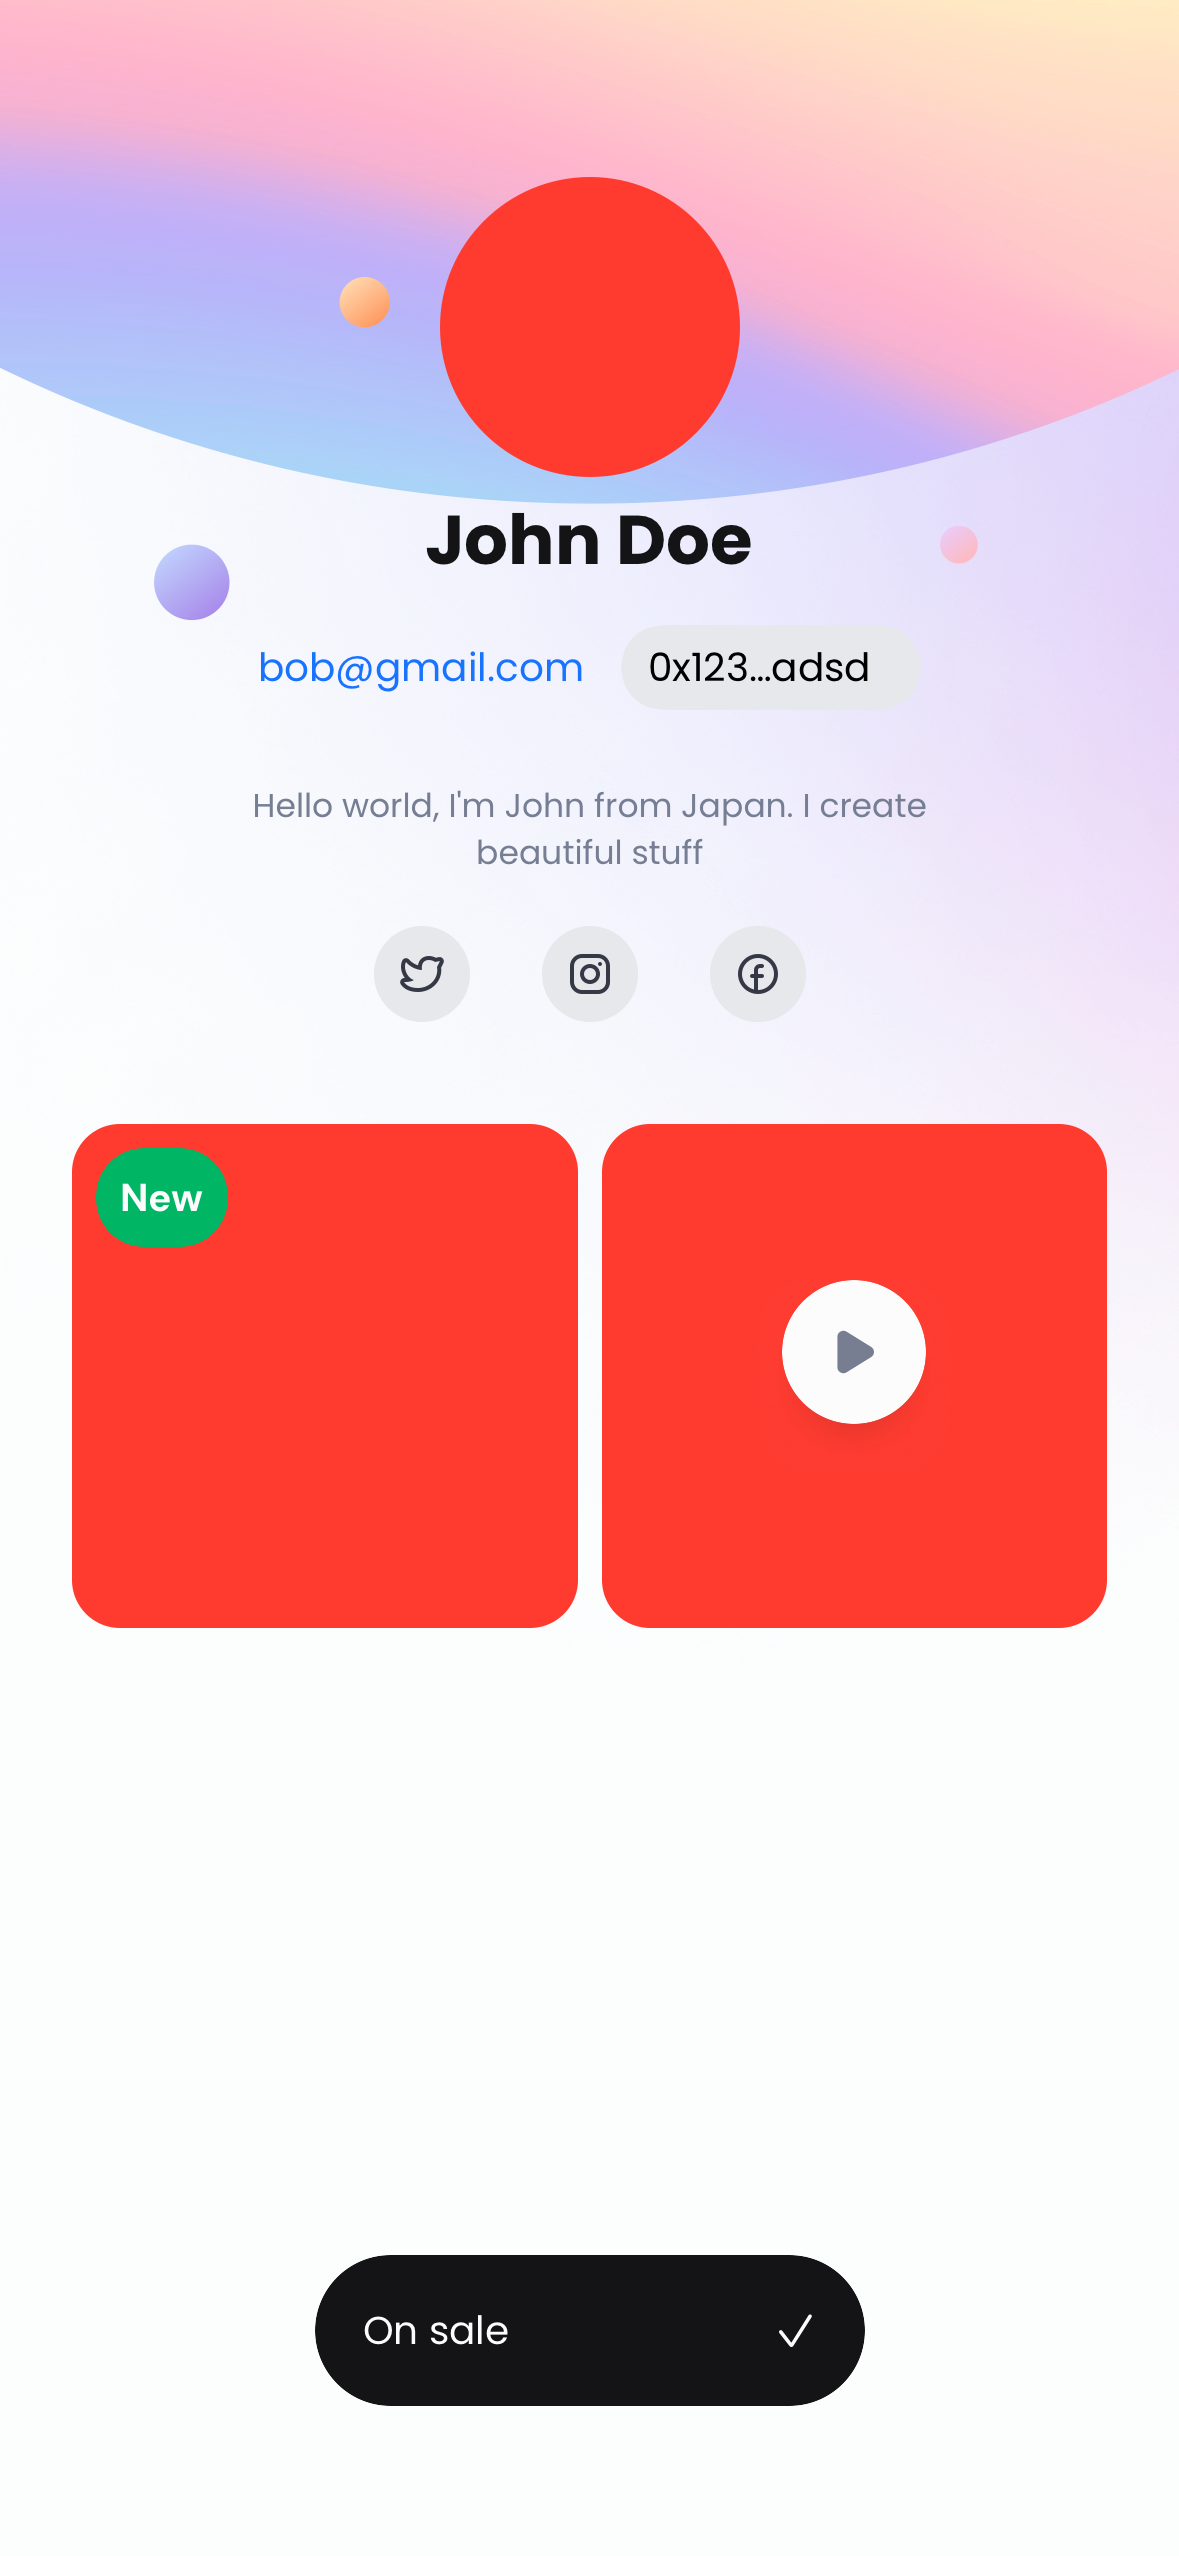 John Doe
bob@gmail.com 0x123...adsd
Hello world, I'm John from Japan. I create
beautiful stuff
New
On sale